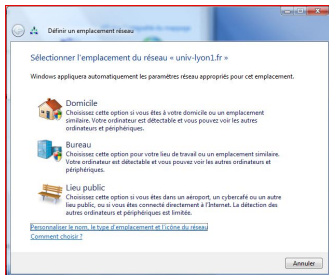 Définir un emplacement réseau
Sélectionner l'emplacement du réseau « univ-lyon1.fr »
Windows appliquera automatiquement les paramètres réseau appropriés pour cet emplacement.
Domicile
Choisissez cette option si vous êtes à votre domicile ou un emplacement
similaire. Votre ordinateur est détectable et vous pouvez voir les autres
ordinateurs et périphériques.
Bureau
Choisissez cette option pour votre lieu de travail ou un emplacement similaire.
Votre ordinateur est détectable et vous pouvez voir les autres ordinateurs et
périphériques.
Lieu public
Choisissez cette option si vous êtes dans un aéroport, un cybercafé ou un autre
lieu public, ou si vous êtes connecté directement à l'Internet. La détection des
autres ordinateurs et périphériques est limitée.
Personnaliser le nom, le type d'emplacement et l'icône du réseau
Comment choisir ?
Annuler